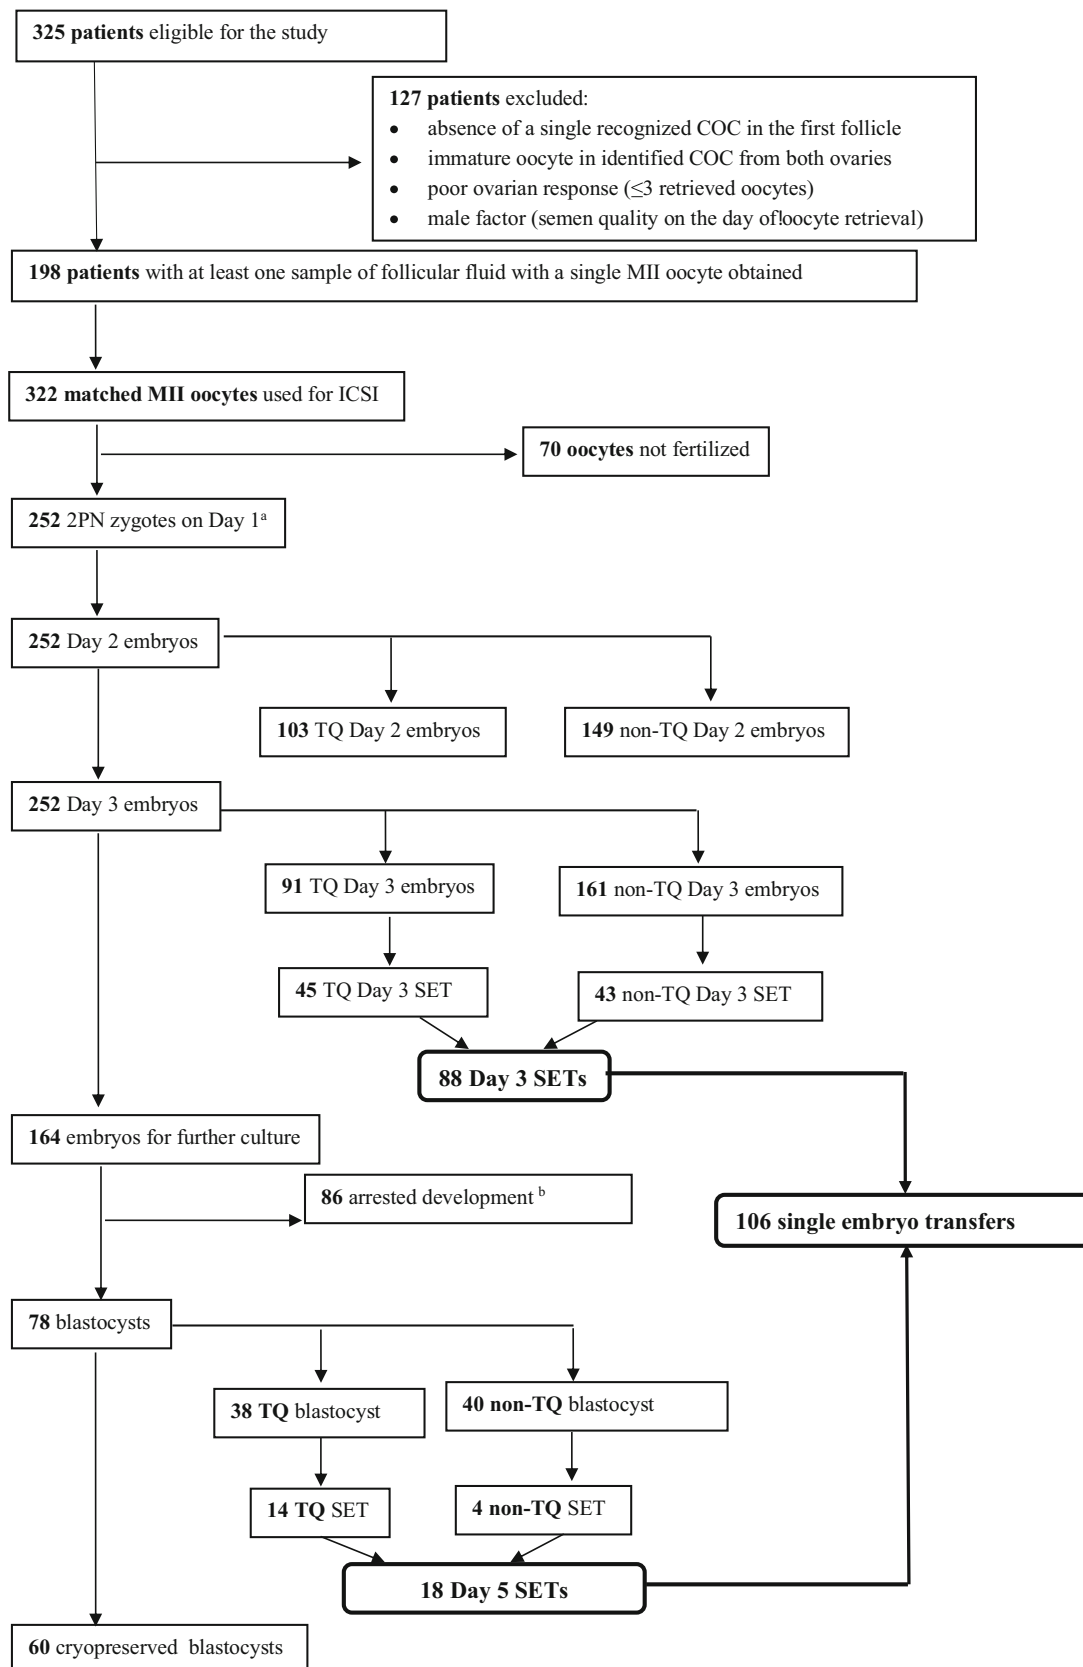 325 patients eligible for the study
127 patients excluded:
• absence of a single recognized COC in the first follicle
• immature oocyte in identified COC from both ovaries
• poor ovarian response (≤3 retrieved oocytes)
• male factor (semen quality on the day of oocyte retrieval)
198 patients with at least one sample of follicular fluid with a single MII oocyte obtained
322 matched MII oocytes used for ICSI
70 oocytes not fertilized
252 2PN zygotes on Day 1ᵃ
252 Day 2 embryos
103 TQ Day 2 embryos
149 non-TQ Day 2 embryos
252 Day 3 embryos
91 TQ Day 3 embryos
161 non-TQ Day 3 embryos
45 TQ Day 3 SET
43 non-TQ Day 3 SET
88 Day 3 SETs
164 embryos for further culture
86 arrested development ᵇ
106 single embryo transfers
78 blastocysts
38 TQ blastocyst
40 non-TQ blastocyst
14 TQ SET
4 non-TQ SET
18 Day 5 SETs
60 cryopreserved blastocysts